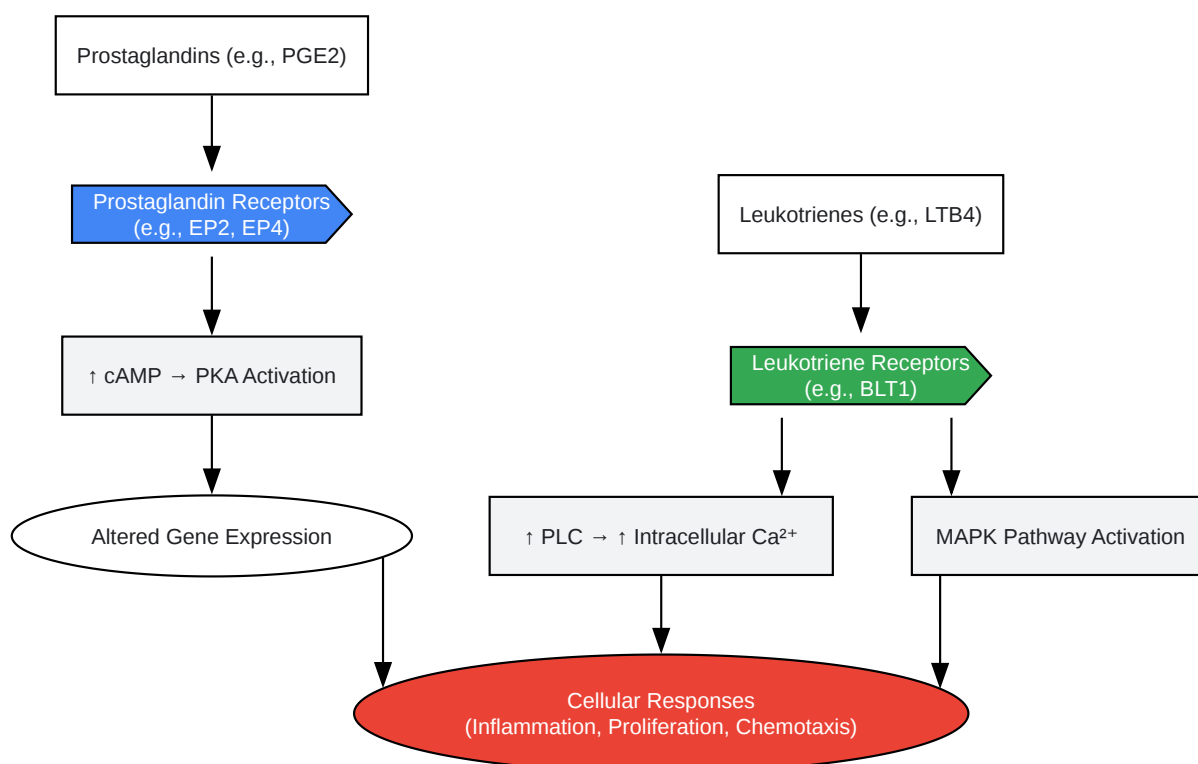 Prostaglandins (e.g., PGE2)
Prostaglandin Receptors
(e.g., EP2, EP4)
↑ cAMP → PKA Activation
Altered Gene Expression
Leukotrienes (e.g., LTB4)
Leukotriene Receptors
(e.g., BLT1)
↑ PLC → ↑ Intracellular Ca²⁺
MAPK Pathway Activation
Cellular Responses
(Inflammation, Proliferation, Chemotaxis)